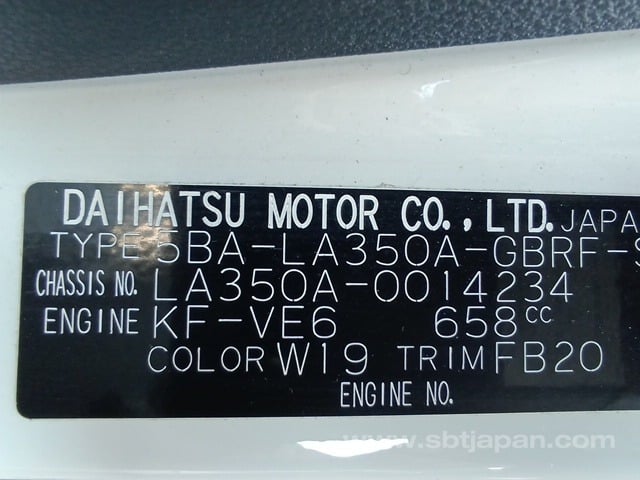 DAIHATSU MOTOR CO., LTD. JAPA
TYPE 5BA-LA350A-GBRF-S
CHASSIS NO. LA350A-0014234
ENGINE KF-VE6 658CC
COLOR W19 TRIM FB20
ENGINE NO.
www.sbtjapan.com